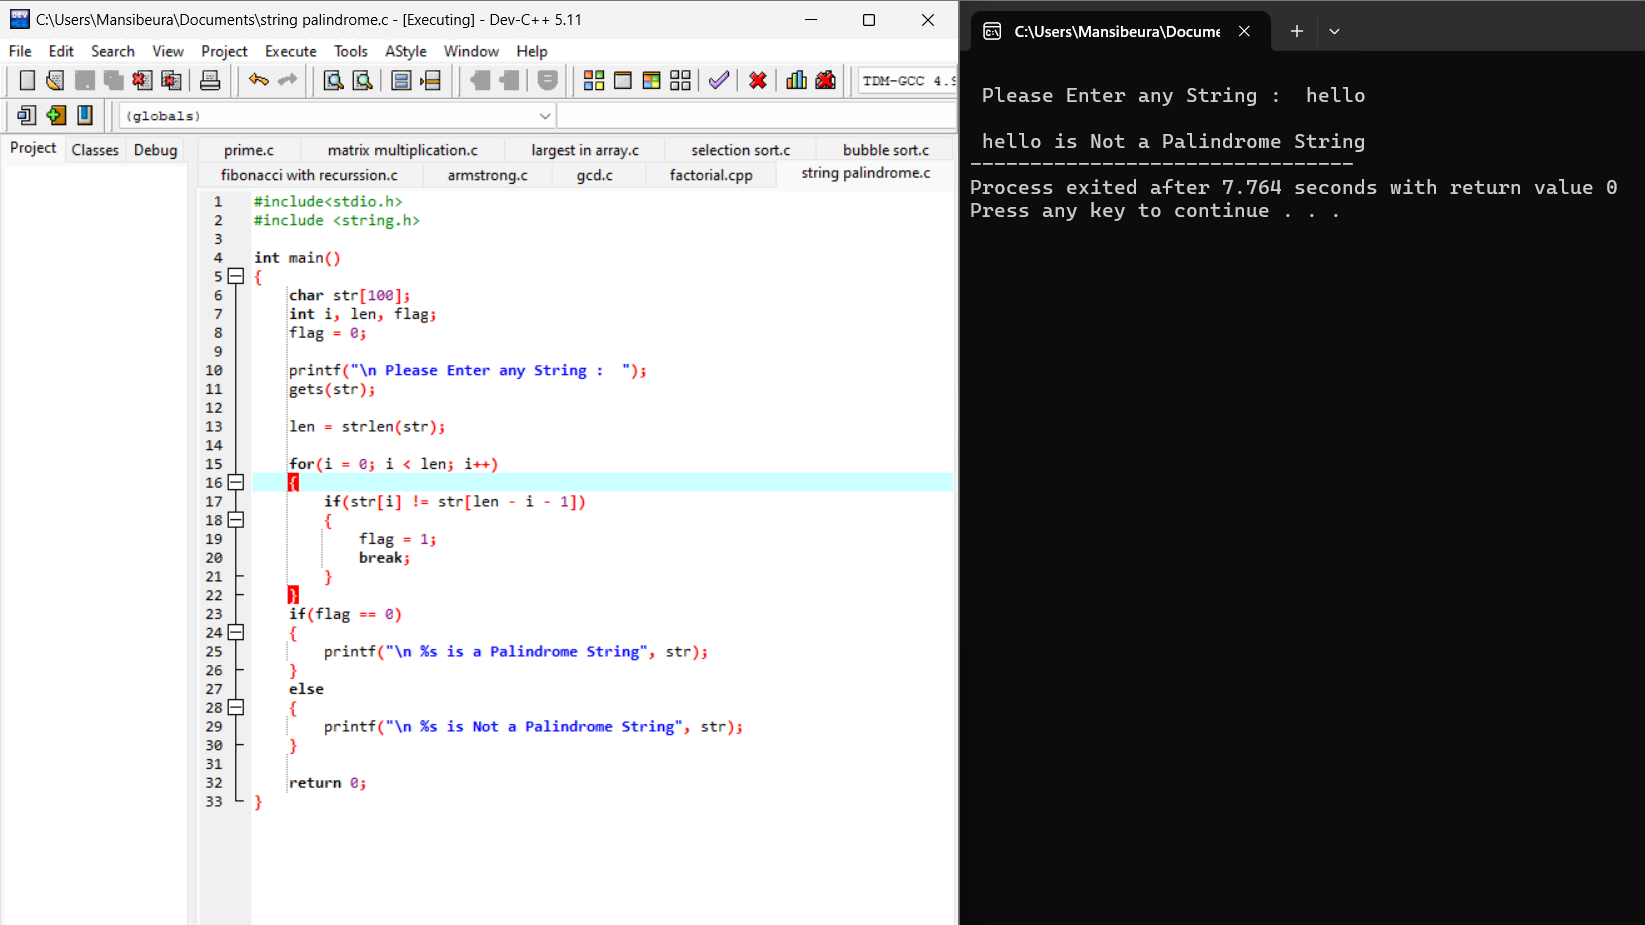 C:\Users\Mansibeura\Documents\string palindrome.c - [Executing] - Dev-C++ 5.11
File Edit Search View Project Execute Tools AStyle Window Help
TDM-GCC 4.9
(globals)
Project Classes Debug
prime.c matrix multiplication.c largest in array.c selection sort.c bubble sort.c
fibonacci with recurssion.c armstrong.c gcd.c factorial.cpp string palindrome.c
1 #include<stdio.h>
2 #include <string.h>
3
4 int main()
5 {
6 char str[100];
7 int i, len, flag;
8 flag = 0;
9
10 printf("\n Please Enter any String :  ");
11 gets(str);
12
13 len = strlen(str);
14
15 for(i = 0; i < len; i++)
16 {
17 if(str[i] != str[len - i - 1])
18 {
19 flag = 1;
20 break;
21 }
22 }
23 if(flag == 0)
24 {
25 printf("\n %s is a Palindrome String", str);
26 }
27 else
28 {
29 printf("\n %s is Not a Palindrome String", str);
30 }
31
32 return 0;
33 }
C:\Users\Mansibeura\Docume
Please Enter any String :  hello
hello is Not a Palindrome String
--------------------------------
Process exited after 7.764 seconds with return value 0
Press any key to continue . . .